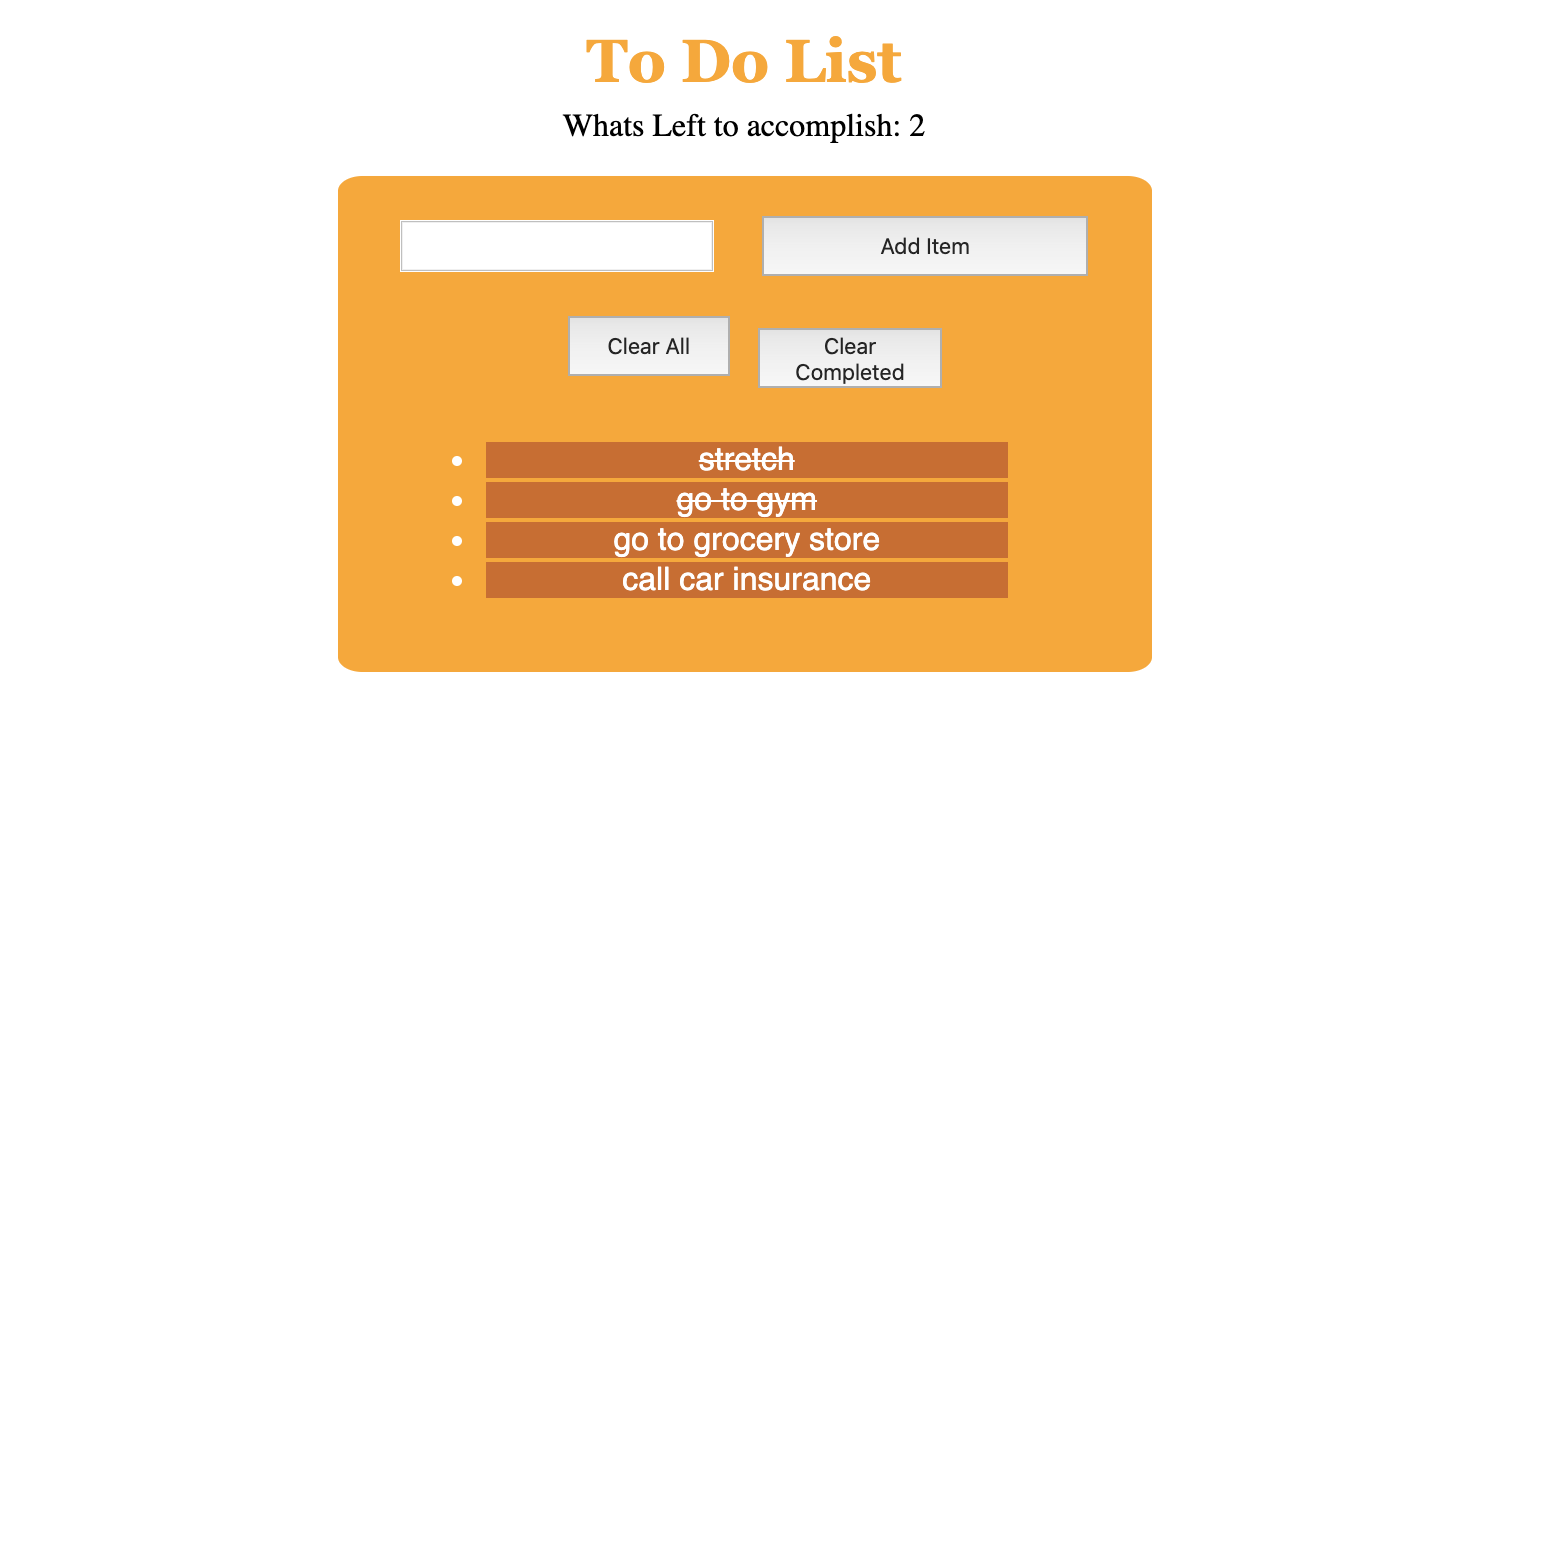 To Do List
Whats Left to accomplish: 2
Add Item
Clear All
Clear
Completed
stretch
go to gym
go to grocery store
call car insurance